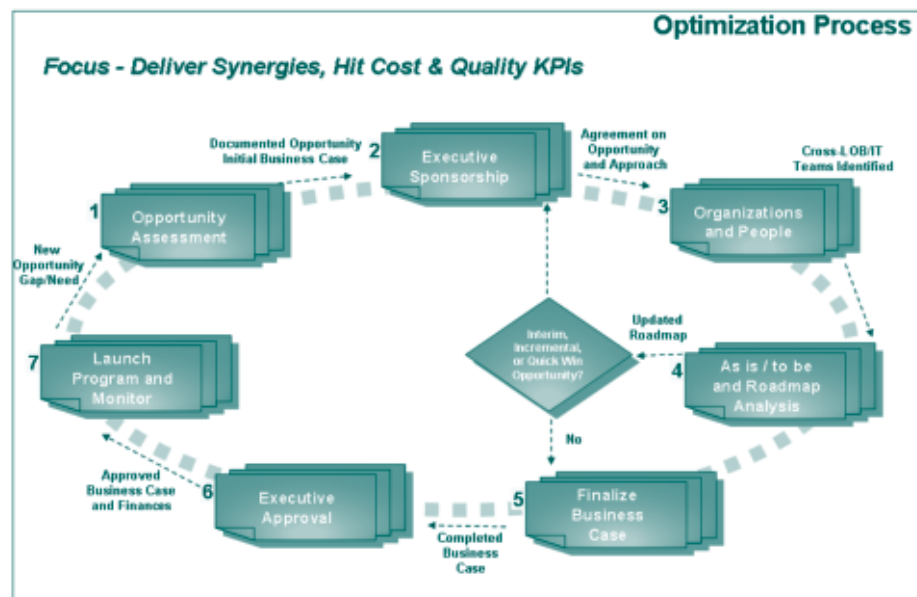 Optimization Process
Focus - Deliver Synergies, Hit Cost & Quality KPIs
Documented Opportunity
Initial Business Case
2
Executive
Sponsorship
Agreement on
Opportunity
and Approach
Cross-LOB/IT
Teams Identified
1
Opportunity
Assessment
3
Organizations
and People
New
Opportunity
Gap/Need
7
Launch
Program and
Monitor
Interim,
Incremental,
or Quick Win
Opportunity?
Updated
Roadmap
4
As is / to be
and Roadmap
Analysis
No
Approved
Business Case
and Finances
6
Executive
Approval
Completed
Business
Case
5
Finalize
Business
Case